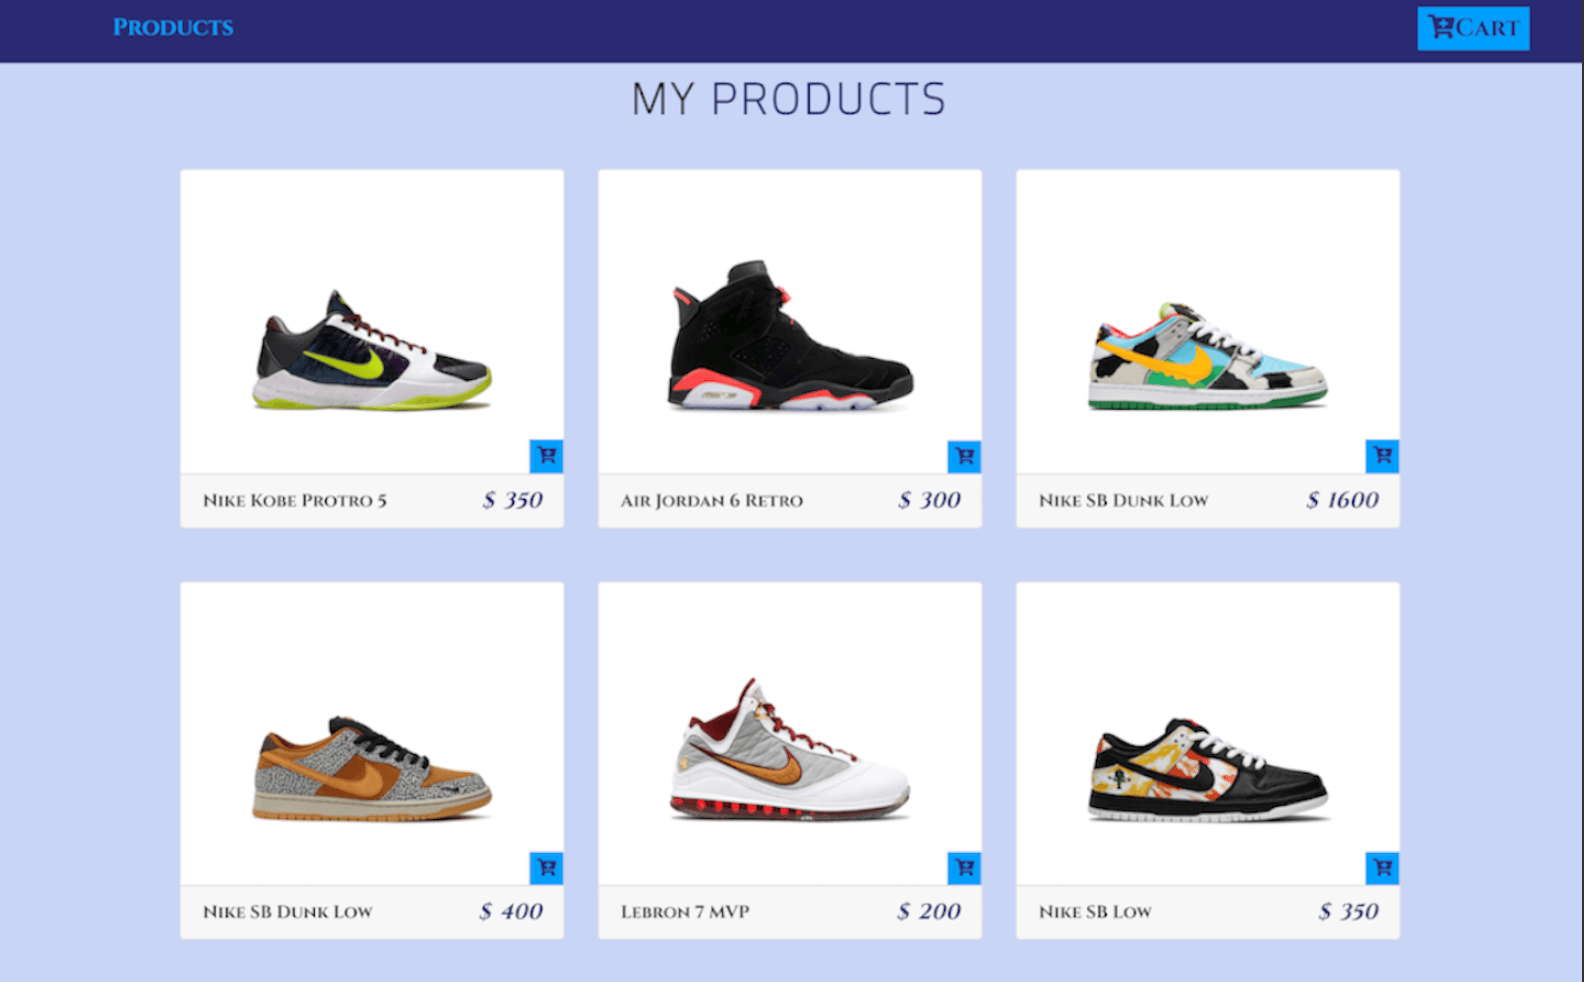 Products
Cart
MY PRODUCTS
Nike Kobe Protro 5 $ 350
Air Jordan 6 Retro $ 300
Nike SB Dunk Low $ 1600
Nike SB Dunk Low $ 400
Lebron 7 MVP $ 200
Nike SB Low $ 350